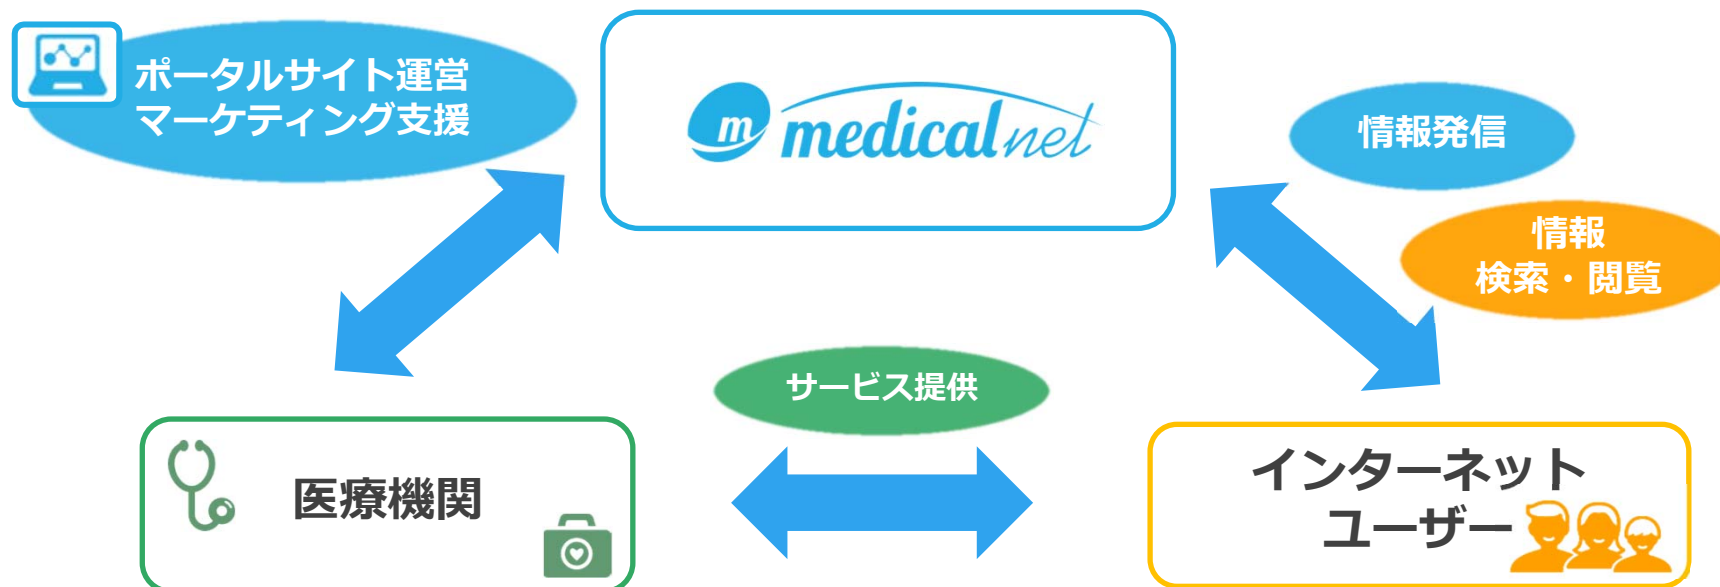 ポータルサイト運営
マーケティング支援
m medicalnet
情報発信
情報
検索・閲覧
サービス提供
医療機関
インターネット
ユーザー